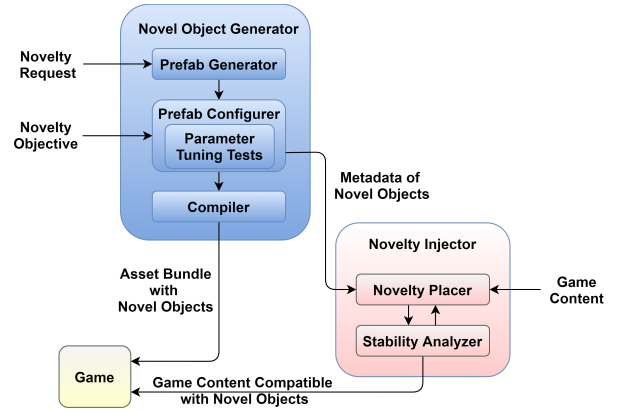 Novel Object Generator
Novelty
Request
Prefab Generator
Prefab Configurer
Novelty
Objective
Parameter
Tuning Tests
Metadata of
Novel Objects
Compiler
Novelty Injector
Asset Bundle
with
Novel Objects
Novelty Placer
Game
Content
Stability Analyzer
Game
Game Content Compatible
with Novel Objects